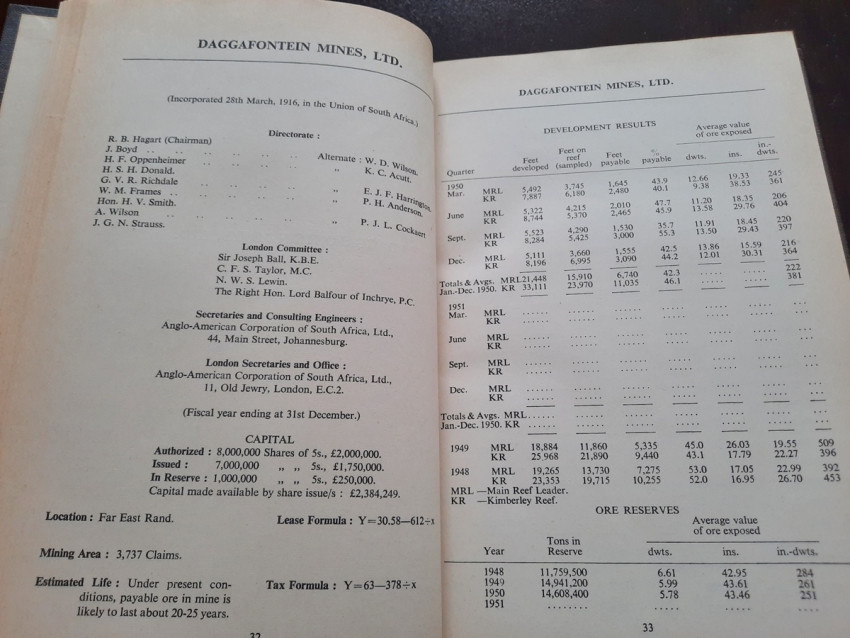 DAGGAFONTEIN MINES, LTD.
(Incorporated 28th March, 1916, in the Union of South Africa.)
Directorate :
R. B. Hagart (Chairman)
J. Boyd .. .. .. .. .. Alternate : W. D. Wilson.
H. F. Oppenheimer .. .. .. " K. C. Acutt.
H. S. H. Donald.
G. V. R. Richdale .. .. .. .. " E. J. F. Harrington.
W. M. Frames .. .. .. .. .. " P. H. Anderson.
Hon. H. V. Smith.
A. Wilson .. .. .. .. .. " P. J. L. Cockaert
J. G. N. Strauss.
London Committee :
Sir Joseph Ball, K.B.E.
C. F. S. Taylor, M.C.
N. W. S. Lewin.
The Right Hon. Lord Balfour of Inchrye, P.C.
Secretaries and Consulting Engineers :
Anglo-American Corporation of South Africa, Ltd.,
44, Main Street, Johannesburg.
London Secretaries and Office :
Anglo-American Corporation of South Africa, Ltd.,
11, Old Jewry, London, E.C.2.
(Fiscal year ending at 31st December.)
CAPITAL
Authorized : 8,000,000 Shares of 5s., £2,000,000.
Issued : 7,000,000 „ „ 5s., £1,750,000.
In Reserve : 1,000,000 „ „ 5s., £250,000.
Capital made available by share issue/s : £2,384,249.
Location : Far East Rand. Lease Formula : Y=30.58—612÷x
Mining Area : 3,737 Claims.
Estimated Life : Under present con- Tax Formula : Y=63—378÷x
ditions, payable ore in mine is
likely to last about 20-25 years.
32
DAGGAFONTEIN MINES, LTD.
DEVELOPMENT RESULTS
Average value
of ore exposed
Quarter Feet developed Feet on reef (sampled) Feet payable % payable dwts. ins. in.-dwts.
1950
Mar. MRL 5,492 3,745 1,645 43.9 12.66 19.33 245
KR 7,887 6,180 2,480 40.1 9.38 38.53 361
June MRL 5,322 4,215 2,010 47.7 11.20 18.35 206
KR 8,744 5,370 2,465 45.9 13.58 29.76 404
Sept. MRL 5,523 4,290 1,530 35.7 11.91 18.45 220
KR 8,284 5,425 3,000 55.3 13.50 29.43 397
Dec. MRL 5,111 3,660 1,555 42.5 13.86 15.59 216
KR 8,196 6,995 3,090 44.2 12.01 30.31 364
Totals & Avgs. MRL 21,448 15,910 6,740 42.3 ..... ..... 222
Jan.-Dec. 1950. KR 33,111 23,970 11,035 46.1 ..... ..... 381
1951
Mar. MRL ...... ...... ...... ..... ..... ..... ...
KR ...... ...... ...... ..... ..... ..... ...
June MRL ...... ...... ...... ..... ..... ..... ...
KR ...... ...... ...... ..... ..... ..... ...
Sept. MRL ...... ...... ...... ..... ..... ..... ...
KR ...... ...... ...... ..... ..... ..... ...
Dec. MRL ...... ...... ...... ..... ..... ..... ...
KR ...... ...... ...... ..... ..... ..... ...
Totals & Avgs. MRL ...... ...... ...... ..... ..... ..... ...
Jan.-Dec. 1950. KR ...... ...... ...... ..... ..... ..... ...
1949 MRL 18,884 11,860 5,335 45.0 26.03 19.55 509
KR 25,968 21,890 9,440 43.1 17.79 22.27 396
1948 MRL 19,265 13,730 7,275 53.0 17.05 22.99 392
KR 23,353 19,715 10,255 52.0 16.95 26.70 453
MRL —Main Reef Leader.
KR —Kimberley Reef.
ORE RESERVES
Average value
of ore exposed
Year Tons in Reserve dwts. ins. in.-dwts.
1948 11,759,500 6.61 42.95 284
1949 14,941,200 5.99 43.61 261
1950 14,608,400 5.78 43.46 251
1951 ........ ... ... ...
33